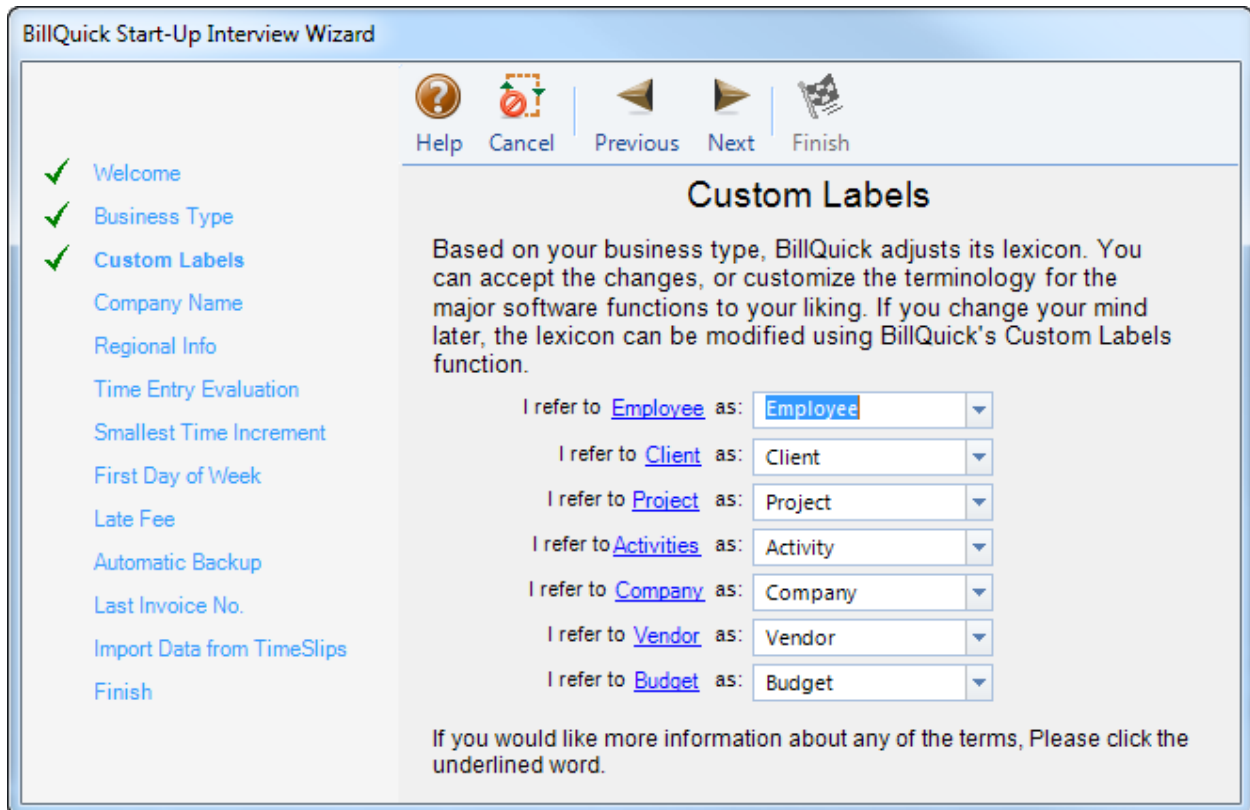 BillQuick Start-Up Interview Wizard
Help Cancel Previous Next Finish
Welcome
Business Type
Custom Labels
Company Name
Regional Info
Time Entry Evaluation
Smallest Time Increment
First Day of Week
Late Fee
Automatic Backup
Last Invoice No.
Import Data from TimeSlips
Finish
Custom Labels
Based on your business type, BillQuick adjusts its lexicon. You
can accept the changes, or customize the terminology for the
major software functions to your liking. If you change your mind
later, the lexicon can be modified using BillQuick's Custom Labels
function.
I refer to Employee as: Employee
I refer to Client as: Client
I refer to Project as: Project
I refer to Activities as: Activity
I refer to Company as: Company
I refer to Vendor as: Vendor
I refer to Budget as: Budget
If you would like more information about any of the terms, Please click the
underlined word.